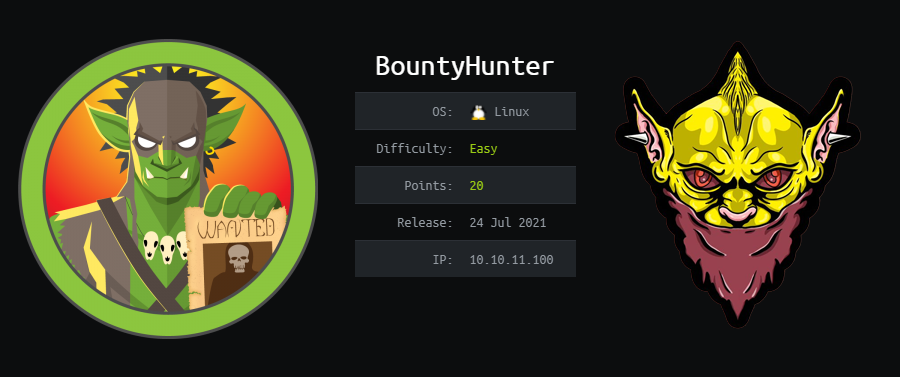 WANTED
BountyHunter
OS: Linux
Difficulty: Easy
Points: 20
Release: 24 Jul 2021
IP: 10.10.11.100